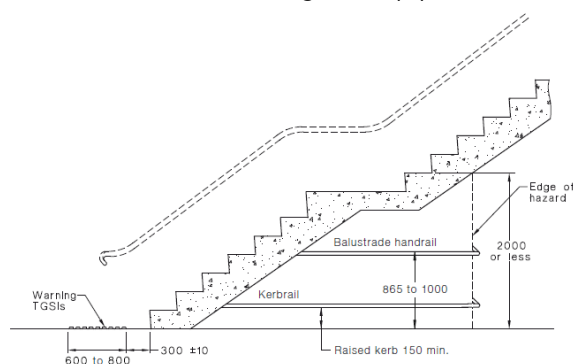 Edge of
hazard
2000
or less
Balustrade handrail
865 to 1000
Kerbrail
Warning
TGSIs
600 to 800
300 ±10
Raised kerb 150 min.